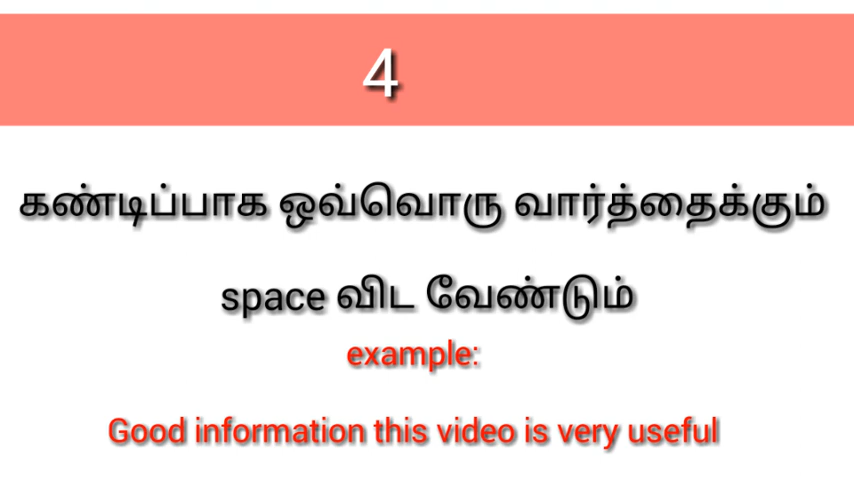 4
கண்டிப்பாக ஒவ்வொரு வார்த்தைக்கும்
space விட வேண்டும்
example:
Good information this video is very useful